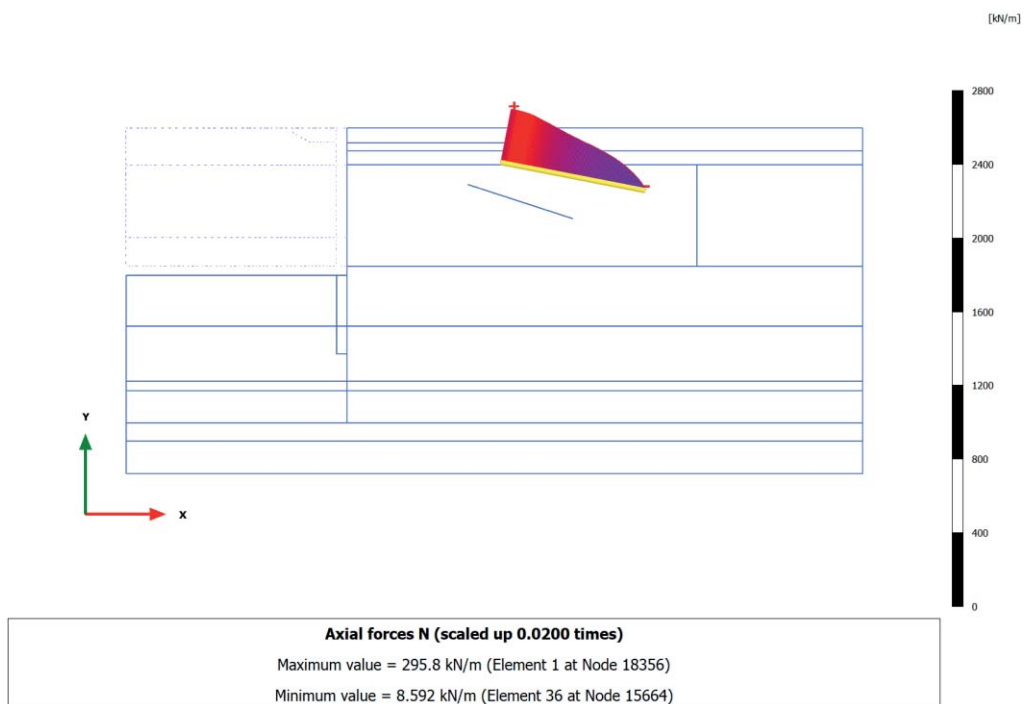 [kN/m]
2800
2400
2000
1600
1200
800
400
0
Y
X
Axial forces N (scaled up 0.0200 times)
Maximum value = 295.8 kN/m (Element 1 at Node 18356)
Minimum value = 8.592 kN/m (Element 36 at Node 15664)